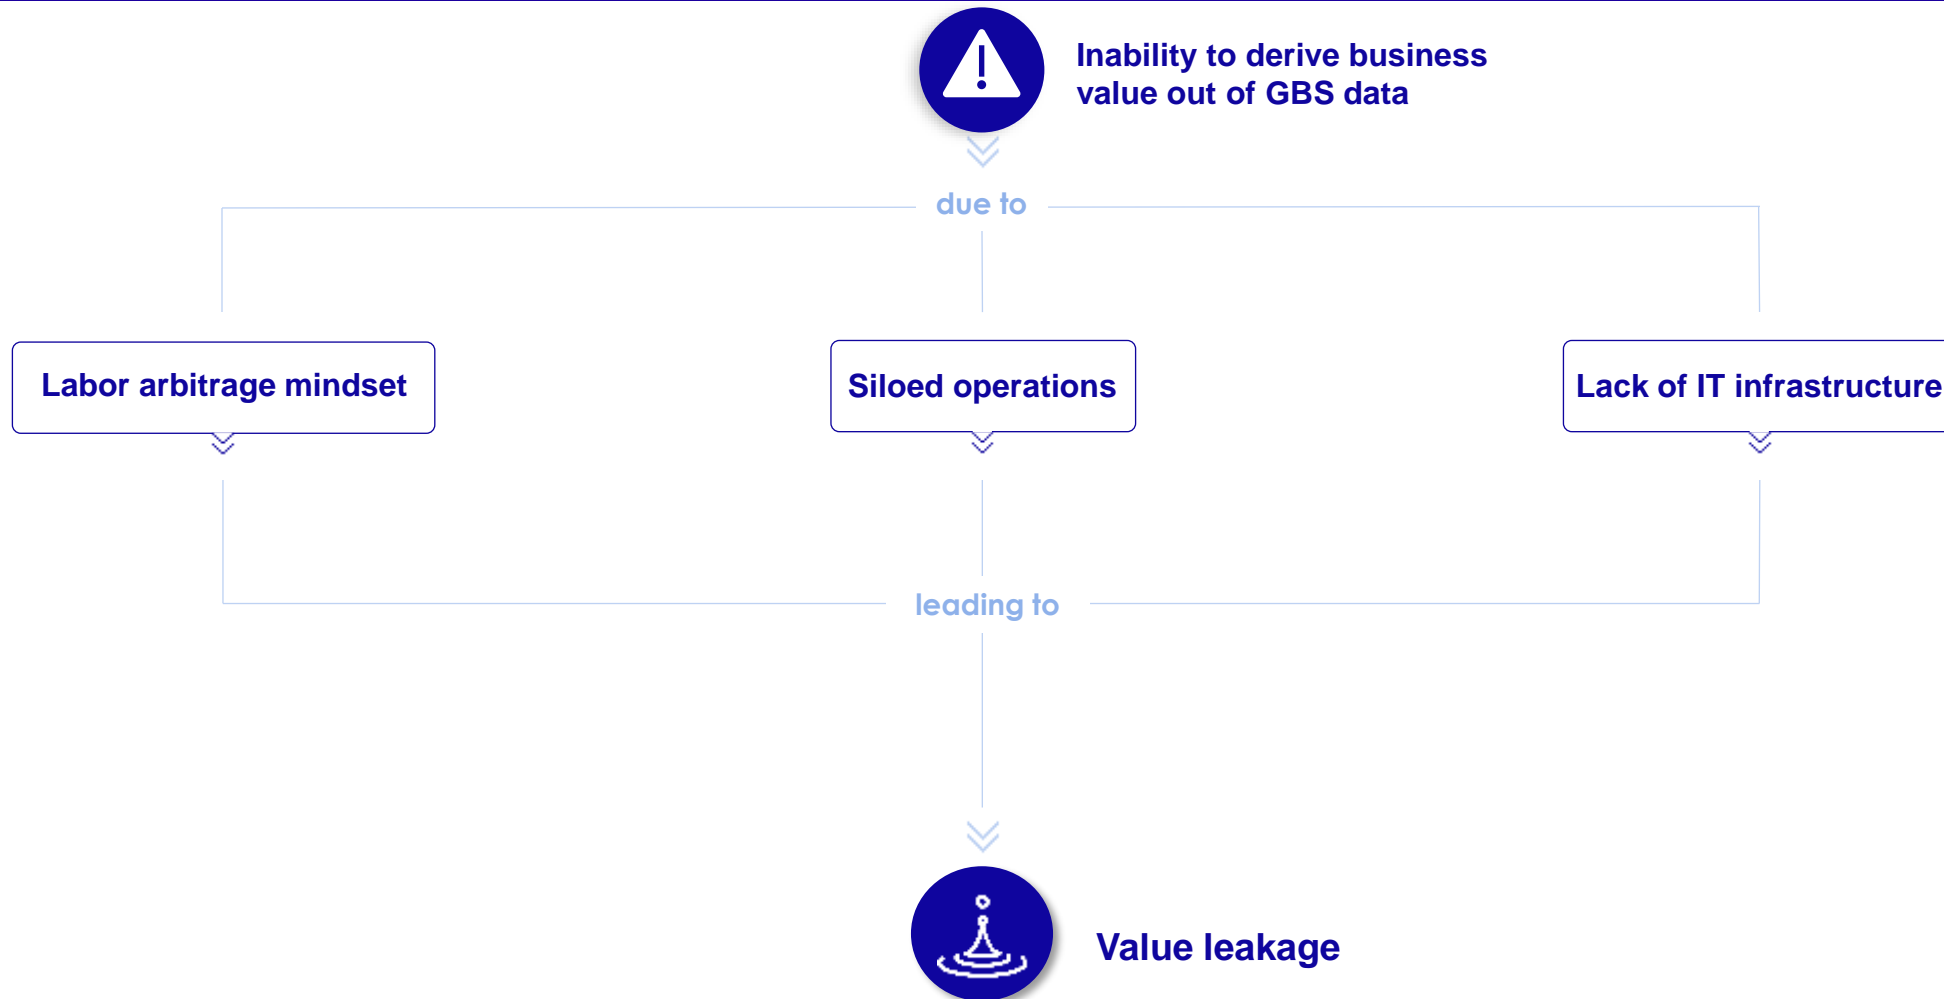 Inability to derive business
value out of GBS data
due to
Labor arbitrage mindset
Siloed operations
Lack of IT infrastructure
leading to
Value leakage